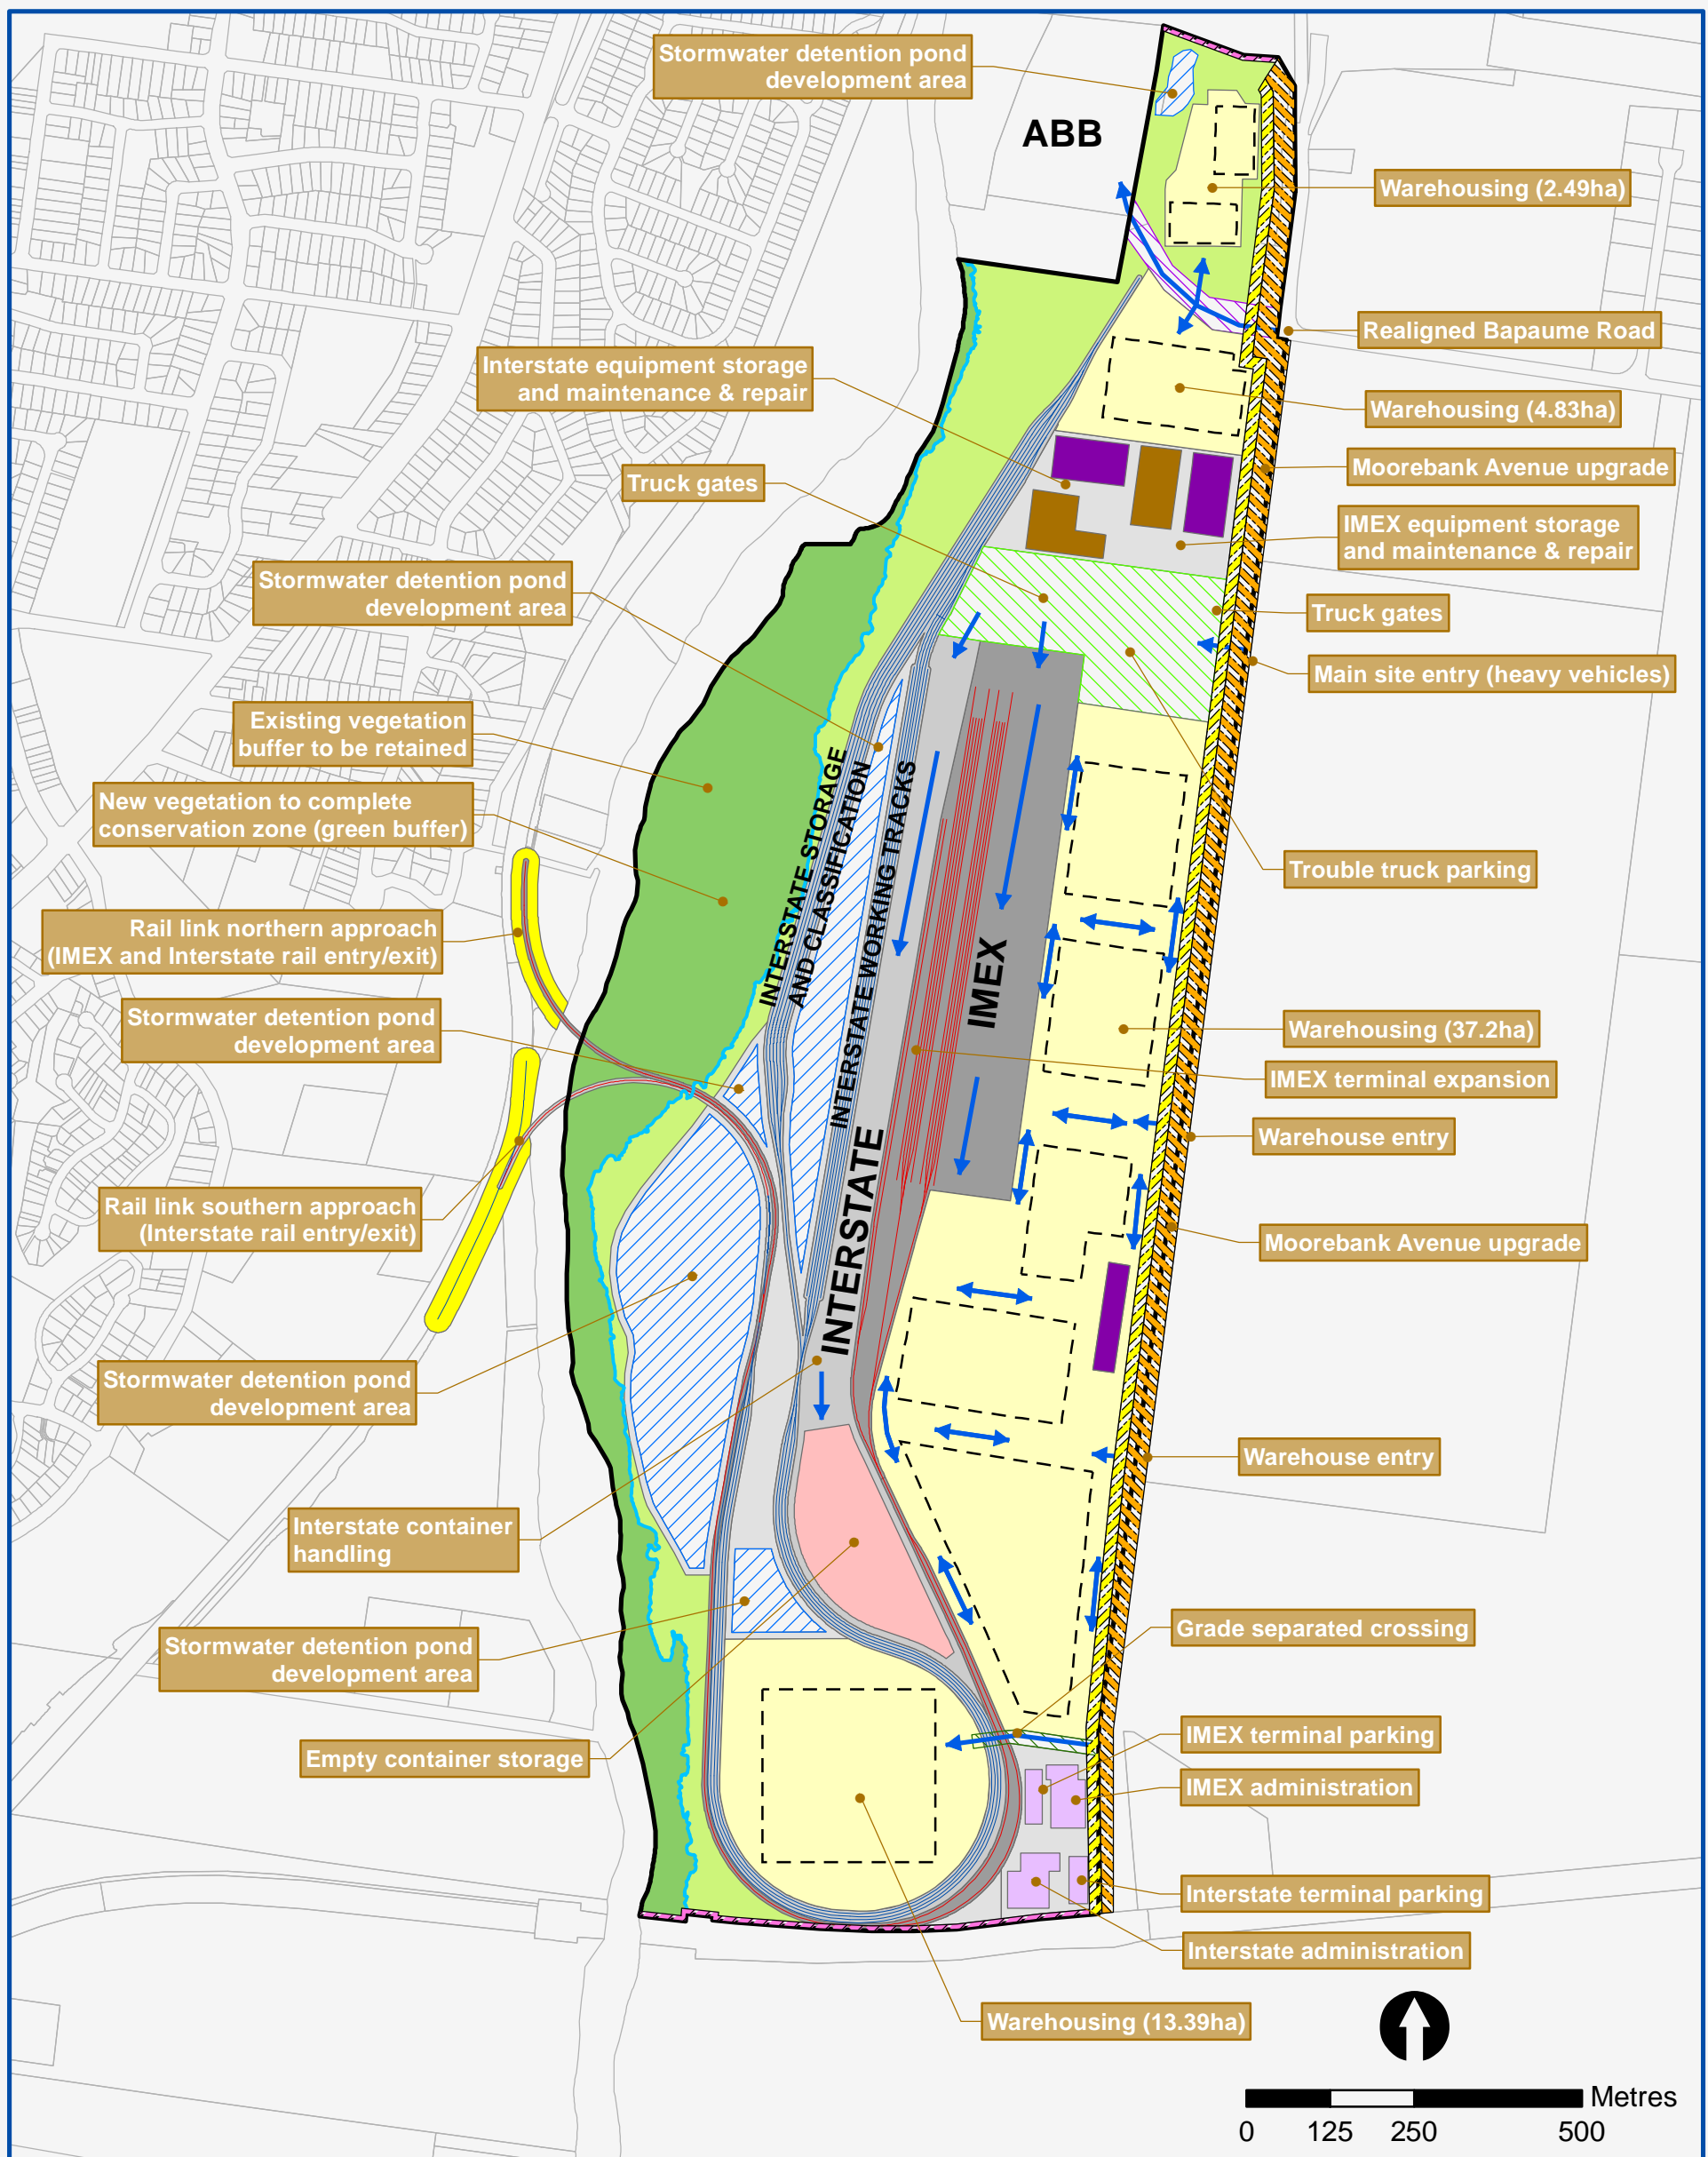 Stormwater detention pond
development area
ABB
Warehousing (2.49ha)
Realigned Bapaume Road
Interstate equipment storage
and maintenance & repair
Warehousing (4.83ha)
Moorebank Avenue upgrade
Truck gates
IMEX equipment storage
and maintenance & repair
Stormwater detention pond
development area
Truck gates
Main site entry (heavy vehicles)
Existing vegetation
buffer to be retained
New vegetation to complete
conservation zone (green buffer)
INTERSTATE STORAGE
AND CLASSIFICATION
INTERSTATE WORKING TRACKS
Trouble truck parking
Rail link northern approach
(IMEX and Interstate rail entry/exit)
IMEX
Stormwater detention pond
development area
Warehousing (37.2ha)
IMEX terminal expansion
Warehouse entry
Rail link southern approach
(Interstate rail entry/exit)
INTERSTATE
Moorebank Avenue upgrade
Stormwater detention pond
development area
Warehouse entry
Interstate container
handling
Grade separated crossing
Stormwater detention pond
development area
Empty container storage
IMEX terminal parking
IMEX administration
Interstate terminal parking
Interstate administration
Warehousing (13.39ha)
Metres
0 125 250 500